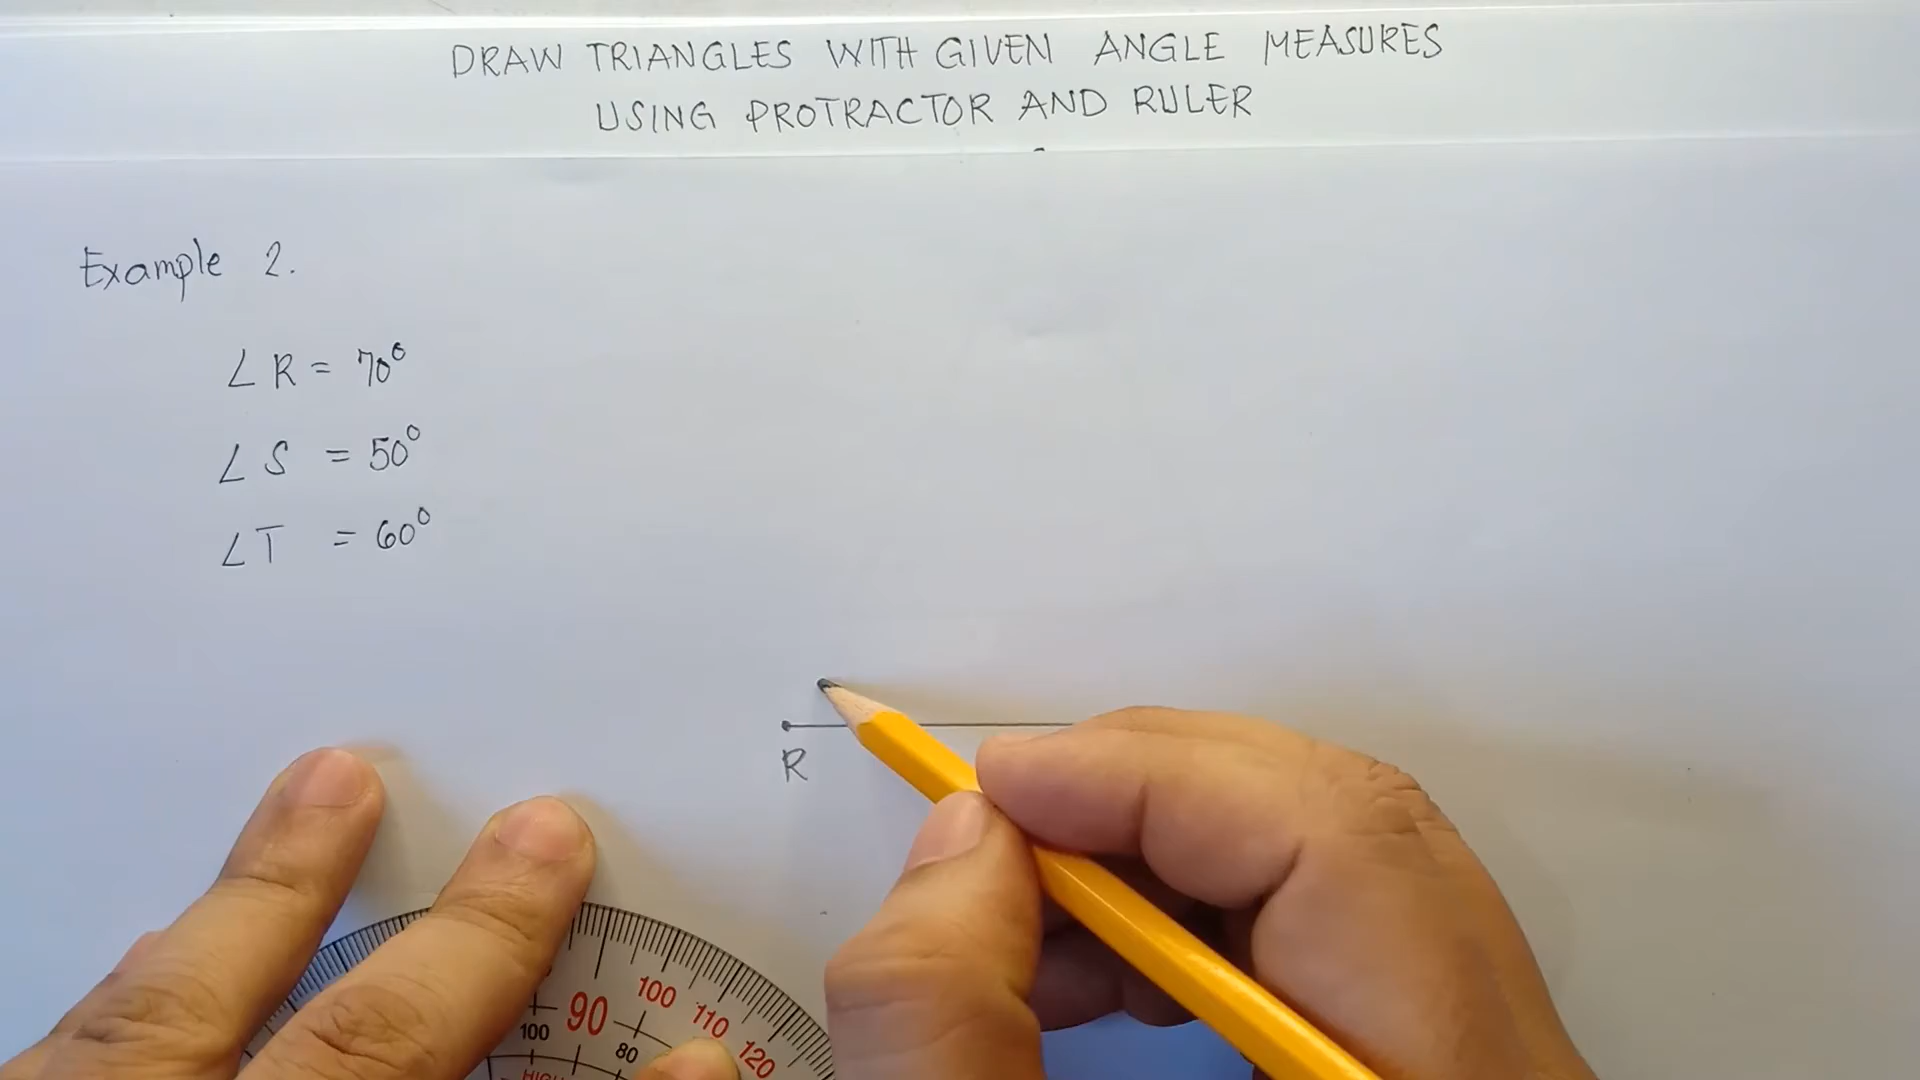 DRAW TRIANGLES WITH GIVEN ANGLE MEASURES
USING PROTRACTOR AND RULER
Example 2.
∠R = 70°
∠S = 50°
∠T = 60°
R
90 100 110 120
100 80